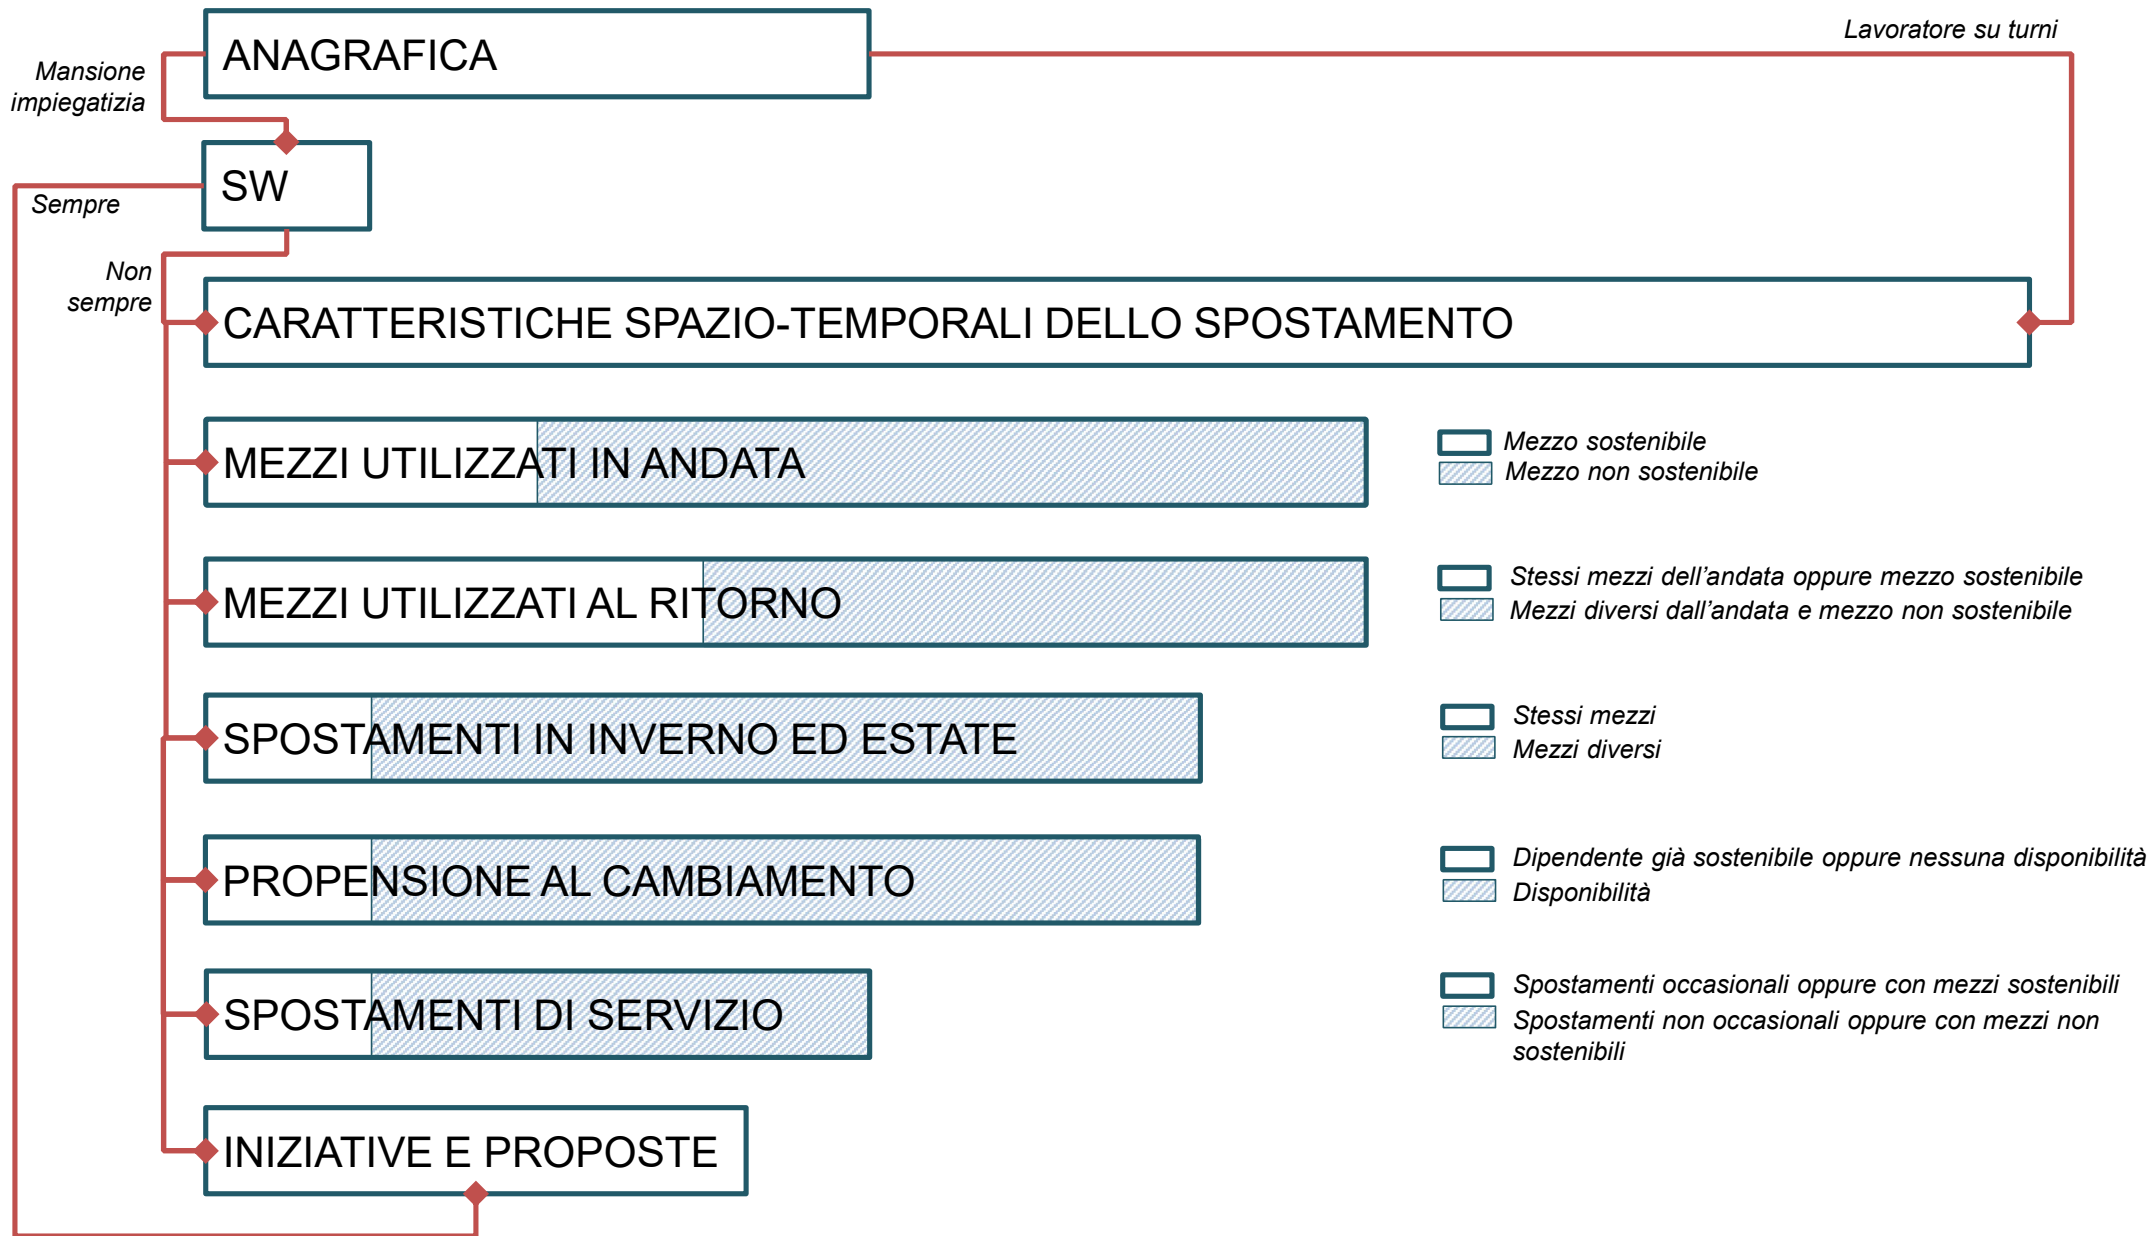 ANAGRAFICA
Lavoratore su turni
Mansione
impiegatizia
SW
Sempre
Non
sempre
CARATTERISTICHE SPAZIO-TEMPORALI DELLO SPOSTAMENTO
MEZZI UTILIZZATI IN ANDATA
Mezzo sostenibile
Mezzo non sostenibile
MEZZI UTILIZZATI AL RITORNO
Stessi mezzi dell’andata oppure mezzo sostenibile
Mezzi diversi dall’andata e mezzo non sostenibile
SPOSTAMENTI IN INVERNO ED ESTATE
Stessi mezzi
Mezzi diversi
PROPENSIONE AL CAMBIAMENTO
Dipendente già sostenibile oppure nessuna disponibilità
Disponibilità
SPOSTAMENTI DI SERVIZIO
Spostamenti occasionali oppure con mezzi sostenibili
Spostamenti non occasionali oppure con mezzi non
sostenibili
INIZIATIVE E PROPOSTE